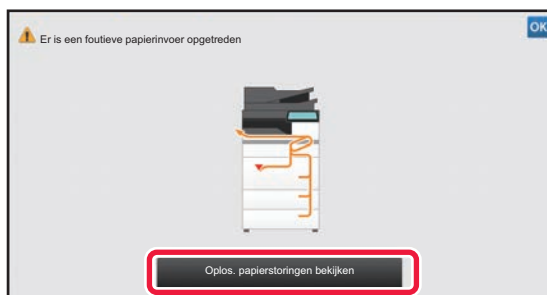 Er is een foutieve papierinvoer opgetreden
OK
Oplos. papierstoringen bekijken